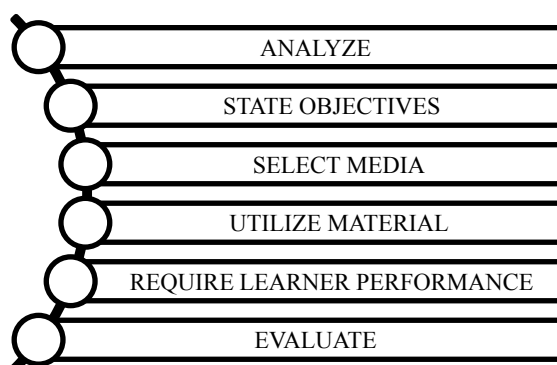 ANALYZE
STATE OBJECTIVES
SELECT MEDIA
UTILIZE MATERIAL
REQUIRE LEARNER PERFORMANCE
EVALUATE